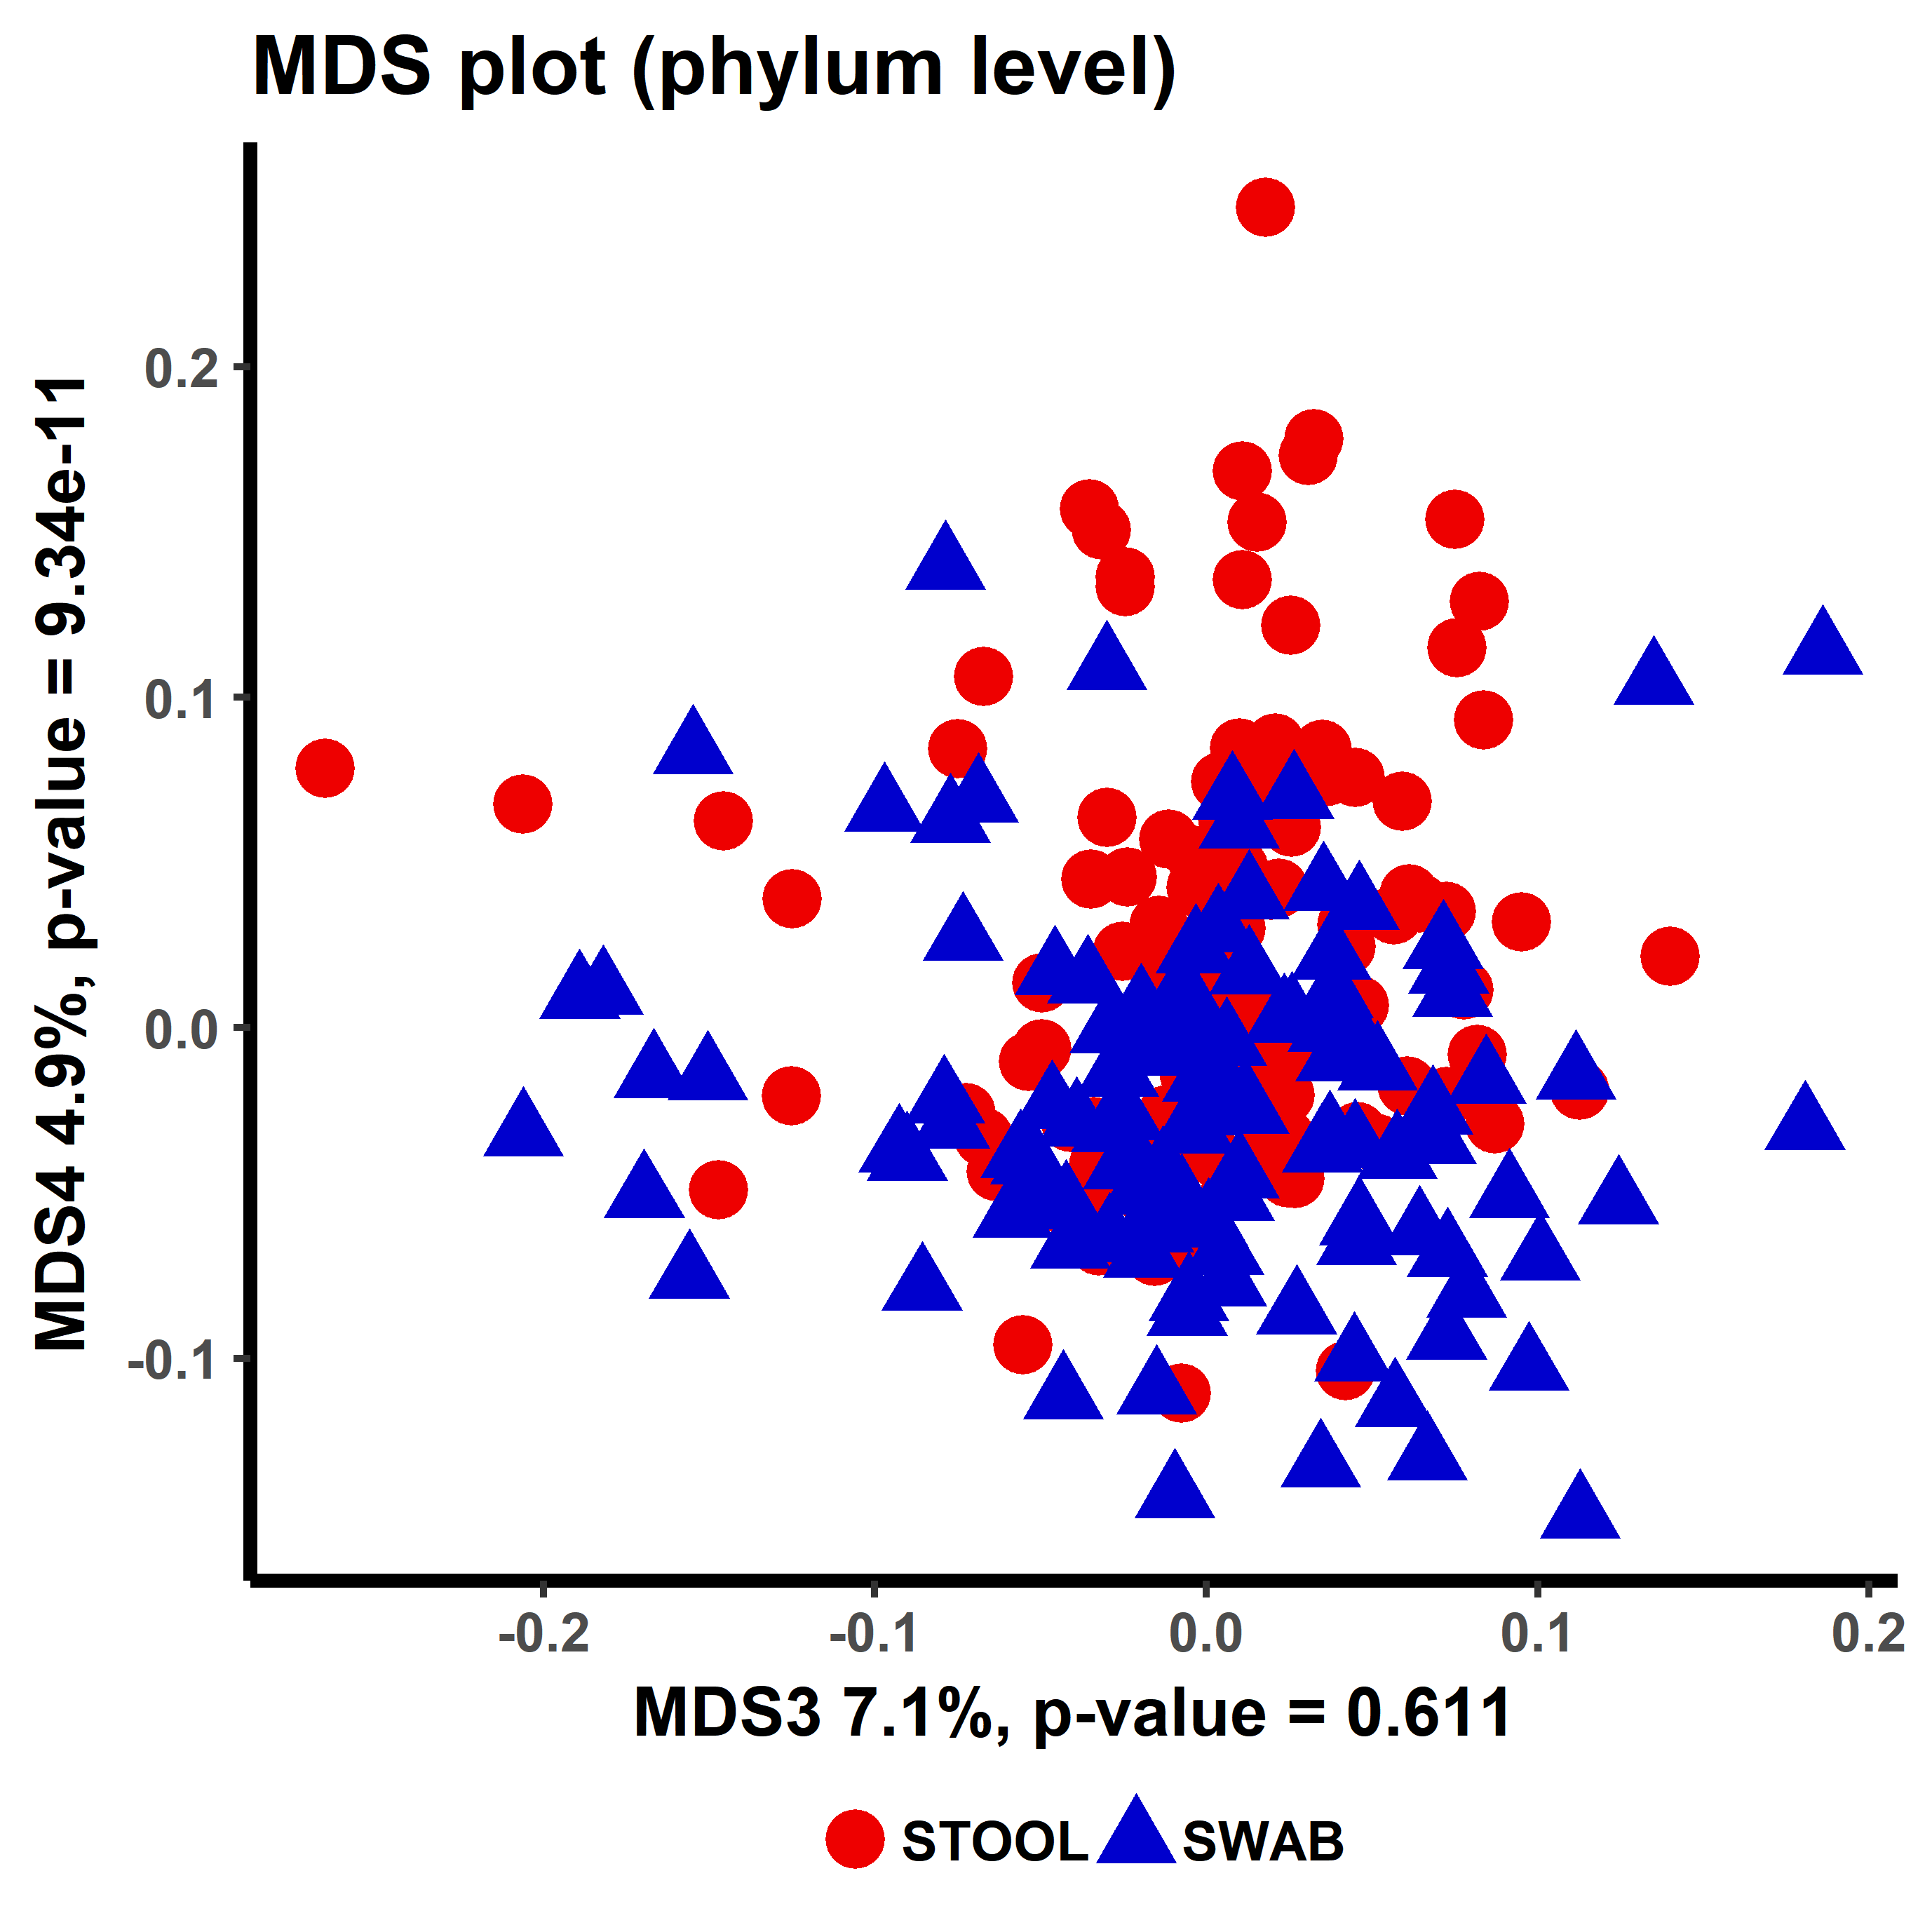 MDS plot (phylum level)
MDS4 4.9%, p-value = 9.34e-11
0.2
0.1
0.0
-0.1
-0.2 -0.1 0.0 0.1 0.2
MDS3 7.1%, p-value = 0.611
STOOL SWAB